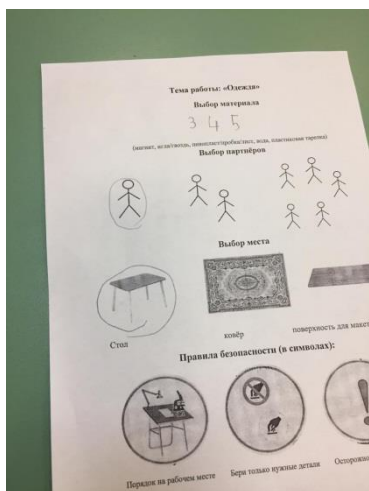 Тема работы: «Одежда»
Выбор материала
3 4 5
Выбор партнёров
Выбор места
Стол
ковёр
поверхность для макет
Правила безопасности (в символах):
Порядок на рабочем месте
Бери только нужные детали
Осторожно